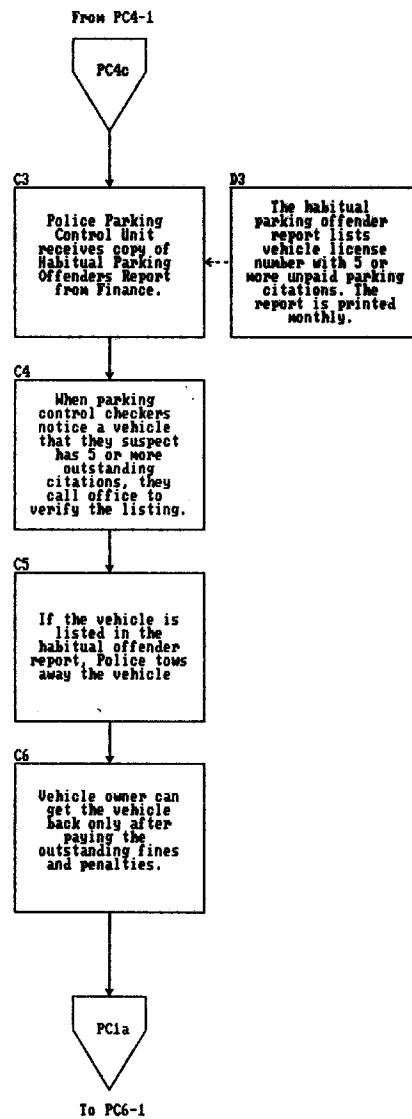 From PC4-1
PC4c
C3
Police Parking
Control Unit
receives copy of
Habitual Parking
Offenders Report
from Finance.
D3
The habitual
parking offender
report lists
vehicle license
number with 5 or
more unpaid parking
citations. The
report is printed
monthly.
C4
When parking
control checkers
notice a vehicle
that they suspect
has 5 or more
outstanding
citations, they
call office to
verify the listing.
C5
If the vehicle is
listed in the
habitual offender
report, Police tows
away the vehicle
C6
Vehicle owner can
get the vehicle
back only after
paying the
outstanding fines
and penalties.
PC1a
To PC6-1